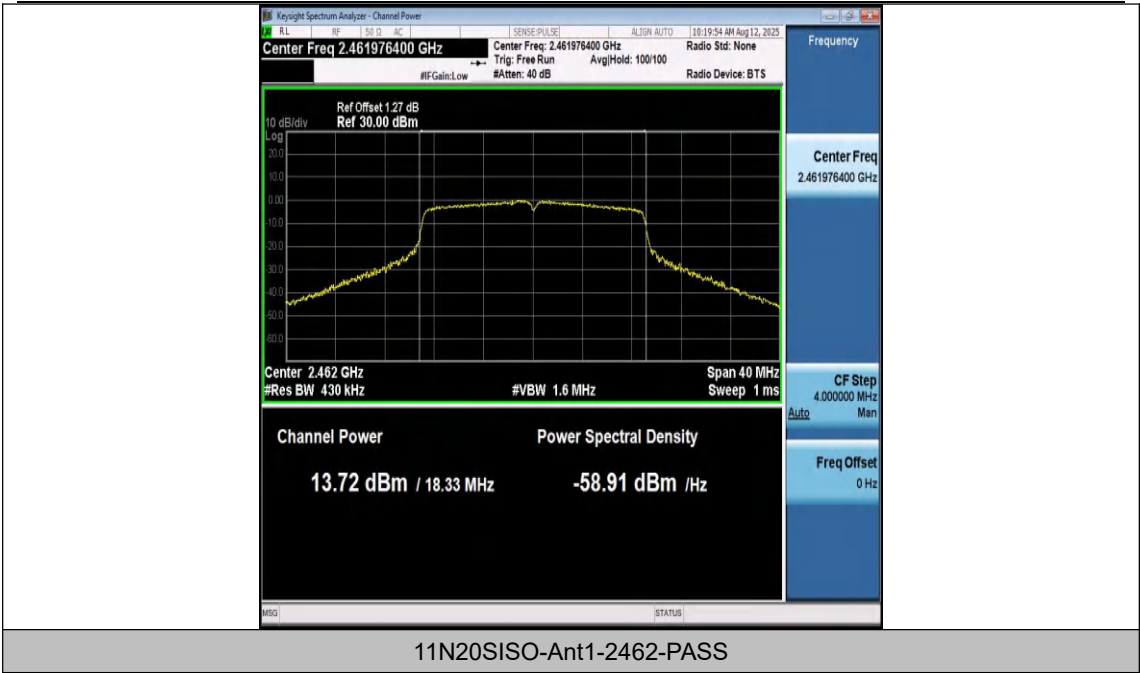 Keysight Spectrum Analyzer - Channel Power
RL RF 50 Ω AC SENSE:PULSE ALIGN AUTO 10:19:54 AM Aug 12, 2025
Center Freq 2.461976400 GHz Center Freq: 2.461976400 GHz Radio Std: None Frequency
Trig: Free Run Avg|Hold: 100/100
#IFGain:Low #Atten: 40 dB Radio Device: BTS
Ref Offset 1.27 dB
10 dB/div Ref 30.00 dBm
Log
20.0
10.0
0.00
-10.0
-20.0
-30.0
-40.0
-50.0
-60.0
Center Freq
2.461976400 GHz
Center 2.462 GHz Span 40 MHz
#Res BW 430 kHz #VBW 1.6 MHz Sweep 1 ms
CF Step
4.000000 MHz
Auto Man
Channel Power Power Spectral Density
13.72 dBm / 18.33 MHz -58.91 dBm /Hz
Freq Offset
0 Hz
MSG STATUS
11N20SISO-Ant1-2462-PASS